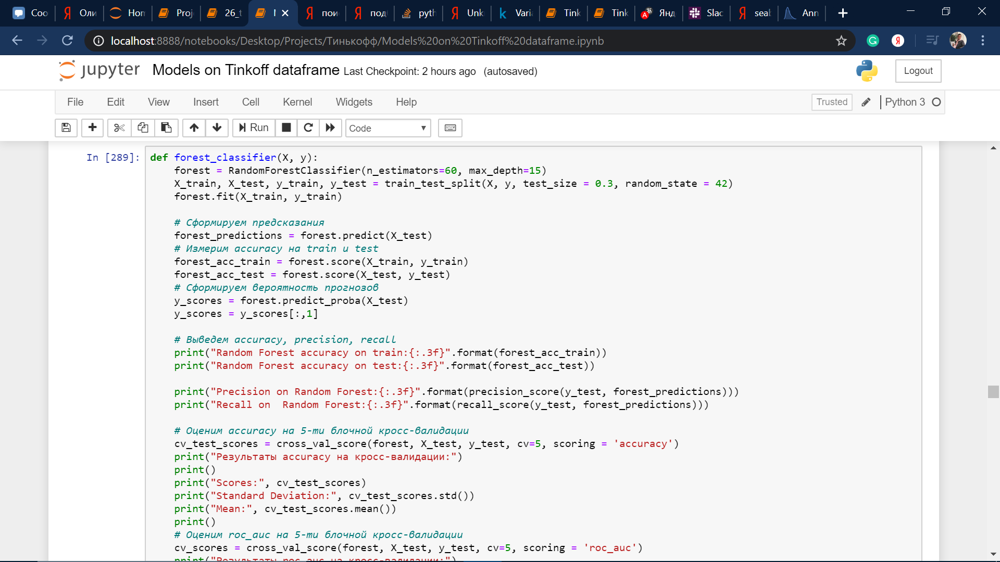 Coo Оли Hon Proj 26_t поис под pyth Unk Varia Tink Tink Янд Slac seab Ann
localhost:8888/notebooks/Desktop/Projects/Тинькофф/Models%20on%20Tinkoff%20dataframe.ipynb
jupyter Models on Tinkoff dataframe Last Checkpoint: 2 hours ago (autosaved) Logout
File Edit View Insert Cell Kernel Widgets Help Trusted Python 3
Run Code
In [289]: def forest_classifier(X, y):
forest = RandomForestClassifier(n_estimators=60, max_depth=15)
X_train, X_test, y_train, y_test = train_test_split(X, y, test_size = 0.3, random_state = 42)
forest.fit(X_train, y_train)
# Сформируем предсказания
forest_predictions = forest.predict(X_test)
# Измерим accuracy на train и test
forest_acc_train = forest.score(X_train, y_train)
forest_acc_test = forest.score(X_test, y_test)
# Сформируем вероятность прогнозов
y_scores = forest.predict_proba(X_test)
y_scores = y_scores[:,1]
# Выведем accuracy, precision, recall
print("Random Forest accuracy on train:{:.3f}".format(forest_acc_train))
print("Random Forest accuracy on test:{:.3f}".format(forest_acc_test))
print("Precision on Random Forest:{:.3f}".format(precision_score(y_test, forest_predictions)))
print("Recall on  Random Forest:{:.3f}".format(recall_score(y_test, forest_predictions)))
# Оценим accuracy на 5-ти блочной кросс-валидации
cv_test_scores = cross_val_score(forest, X_test, y_test, cv=5, scoring = 'accuracy')
print("Результаты accuracy на кросс-валидации:")
print()
print("Scores:", cv_test_scores)
print("Standard Deviation:", cv_test_scores.std())
print("Mean:", cv_test_scores.mean())
print()
# Оценим roc_auc на 5-ти блочной кросс-валидации
cv_scores = cross_val_score(forest, X_test, y_test, cv=5, scoring = 'roc_auc')
print("Результаты roc_auc на кросс-валидации:")